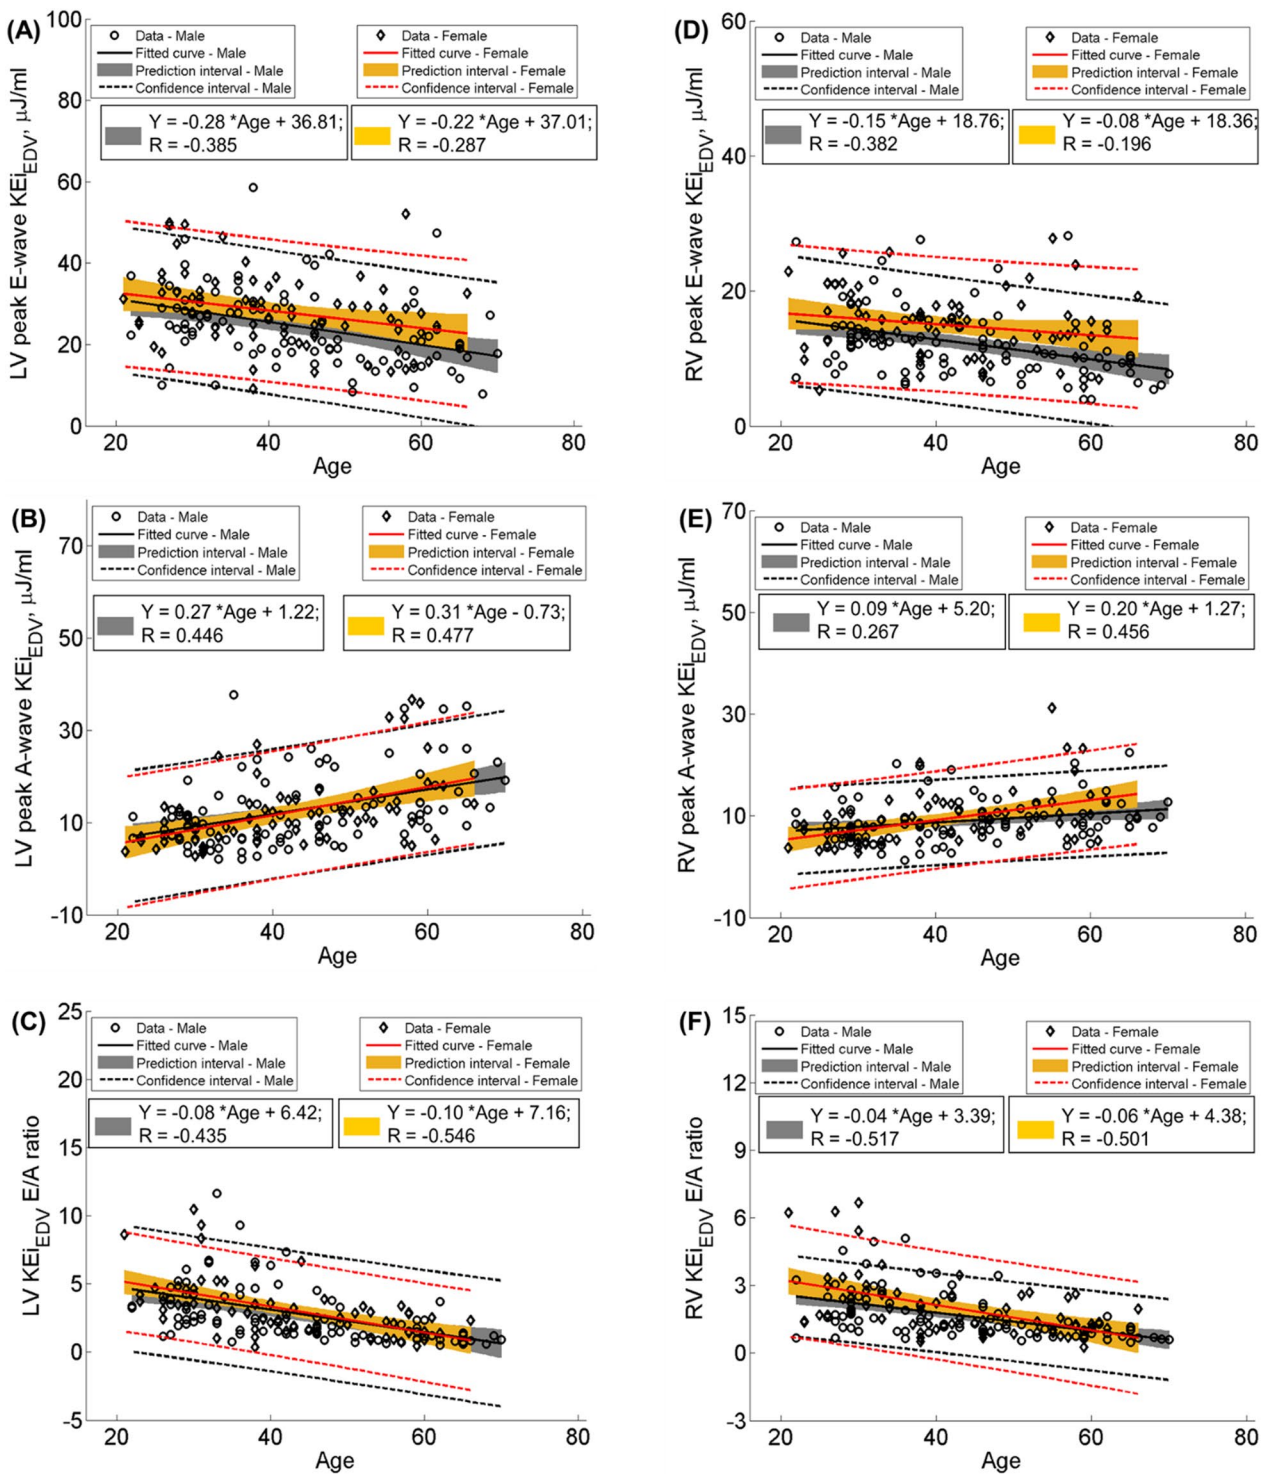 (A)
100
80
60
40
20
0
LV peak E-wave KEiEDV, μJ/ml
Data - Male
Fitted curve - Male
Prediction interval - Male
Confidence interval - Male
Data - Female
Fitted curve - Female
Prediction interval - Female
Confidence interval - Female
Y = -0.28 *Age + 36.81;
R = -0.385
Y = -0.22 *Age + 37.01;
R = -0.287
20 40 60 80
Age
(D)
60
40
20
0
RV peak E-wave KEiEDV, μJ/ml
Data - Male
Fitted curve - Male
Prediction interval - Male
Confidence interval - Male
Data - Female
Fitted curve - Female
Prediction interval - Female
Confidence interval - Female
Y = -0.15 *Age + 18.76;
R = -0.382
Y = -0.08 *Age + 18.36;
R = -0.196
20 40 60 80
Age
(B)
70
50
30
10
-10
LV peak A-wave KEiEDV, μJ/ml
Data - Male
Fitted curve - Male
Prediction interval - Male
Confidence interval - Male
Data - Female
Fitted curve - Female
Prediction interval - Female
Confidence interval - Female
Y = 0.27 *Age + 1.22;
R = 0.446
Y = 0.31 *Age - 0.73;
R = 0.477
20 40 60 80
Age
(E)
70
50
30
10
-10
RV peak A-wave KEiEDV, μJ/ml
Data - Male
Fitted curve - Male
Prediction interval - Male
Confidence interval - Male
Data - Female
Fitted curve - Female
Prediction interval - Female
Confidence interval - Female
Y = 0.09 *Age + 5.20;
R = 0.267
Y = 0.20 *Age + 1.27;
R = 0.456
20 40 60 80
Age
(C)
25
20
15
10
5
0
-5
LV KEiEDV E/A ratio
Data - Male
Fitted curve - Male
Prediction interval - Male
Confidence interval - Male
Data - Female
Fitted curve - Female
Prediction interval - Female
Confidence interval - Female
Y = -0.08 *Age + 6.42;
R = -0.435
Y = -0.10 *Age + 7.16;
R = -0.546
20 40 60 80
Age
(F)
15
12
9
6
3
0
-3
RV KEiEDV E/A ratio
Data - Male
Fitted curve - Male
Prediction interval - Male
Confidence interval - Male
Data - Female
Fitted curve - Female
Prediction interval - Female
Confidence interval - Female
Y = -0.04 *Age + 3.39;
R = -0.517
Y = -0.06 *Age + 4.38;
R = -0.501
20 40 60 80
Age